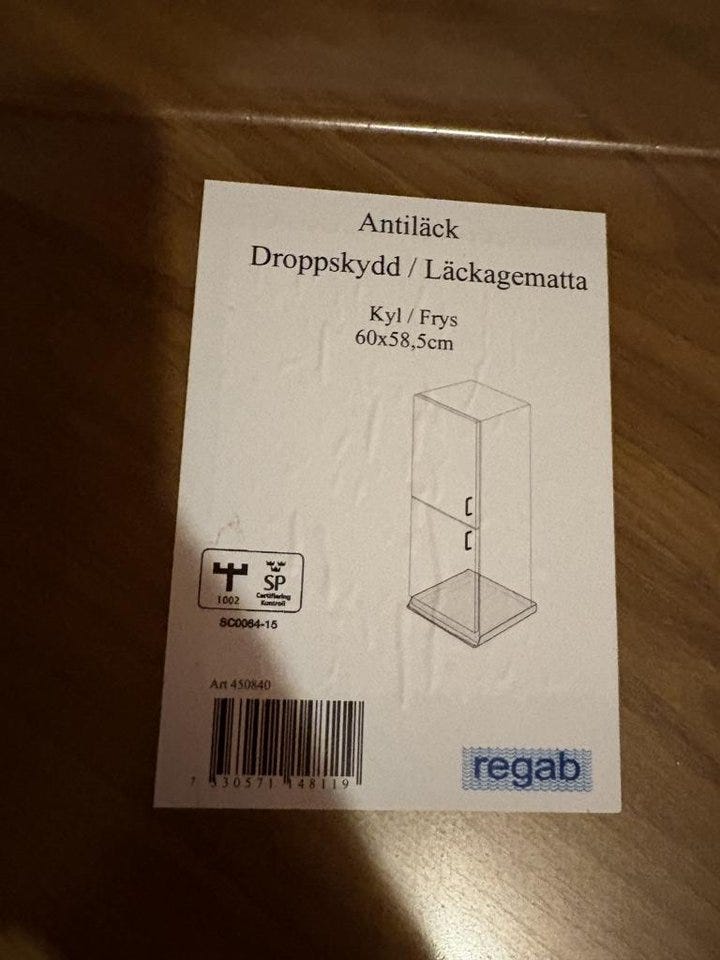 Antiläck
Droppskydd / Läckagematta
Kyl / Frys
60x58,5cm
SP
1002
Certifiering
Kontroll
SC0064-15
Art 450840
7 330571 148119
regab